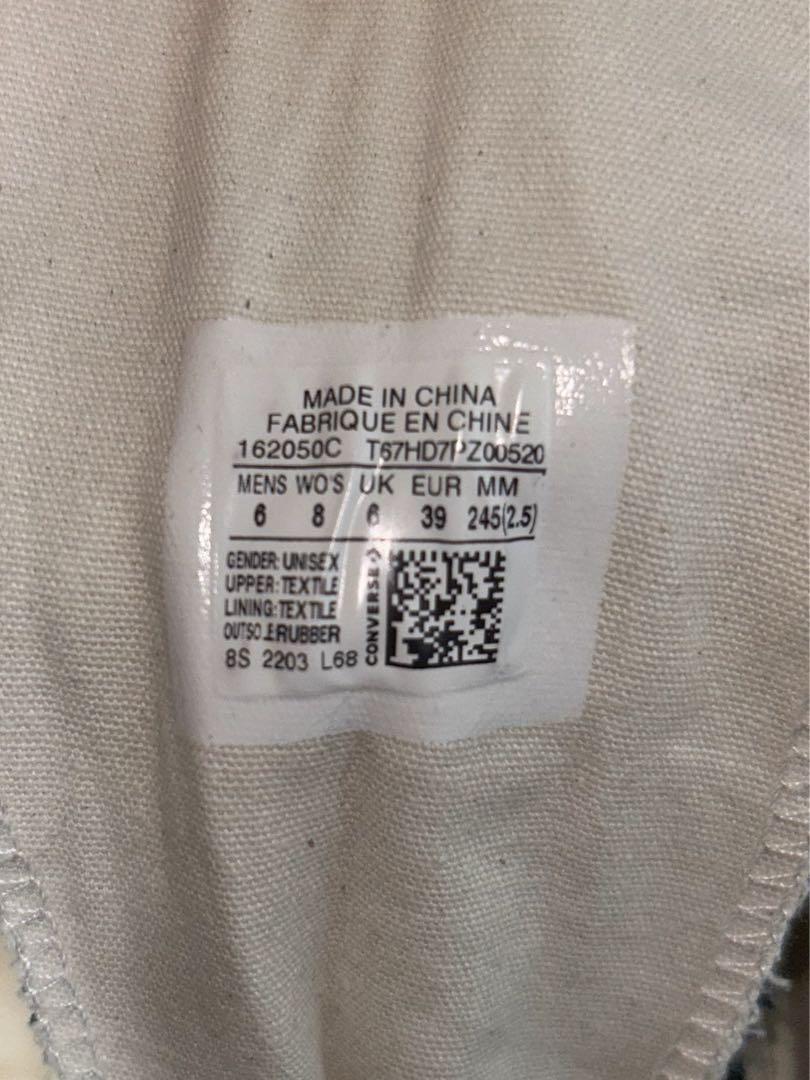 MADE IN CHINA
FABRIQUE EN CHINE
162050C T67HD7PZ00520
MENS WO'S UK EUR MM
6 8 6 39 245(2.5)
GENDER: UNISEX
UPPER: TEXTILE
LINING: TEXTILE
OUTSOLE: RUBBER
8S 2203 L68
CONVERSE